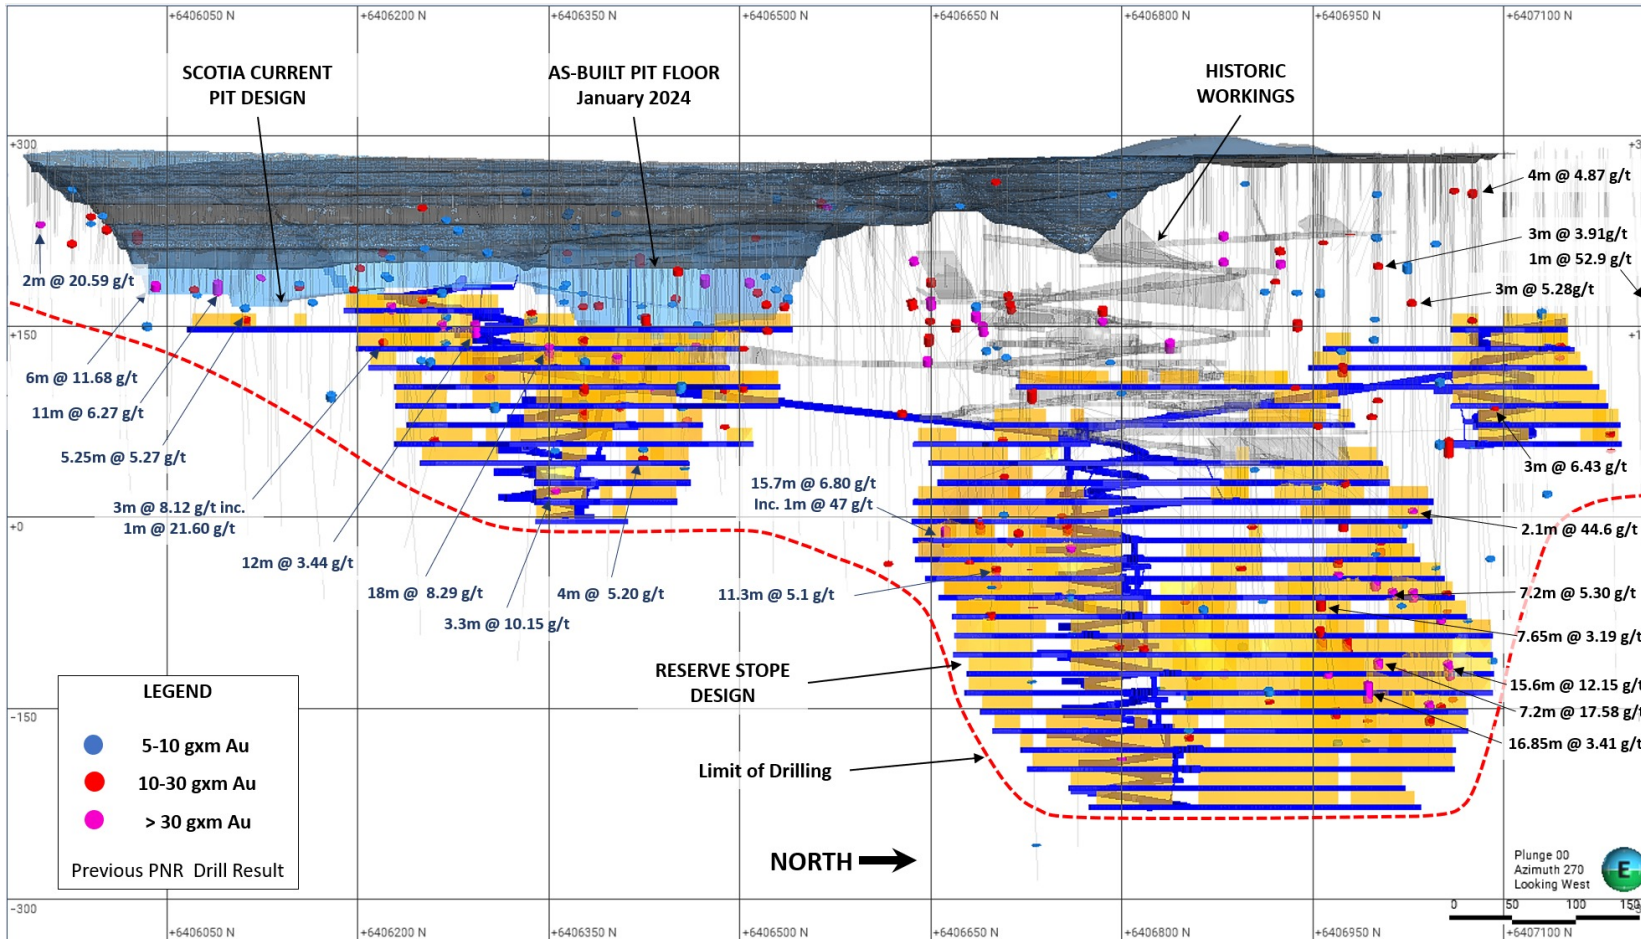 +6406050 N
+6406200 N
+6406350 N
+6406500 N
+6406650 N
+6406800 N
+6406950 N
+6407100 N
SCOTIA CURRENT
PIT DESIGN
AS-BUILT PIT FLOOR
January 2024
HISTORIC
WORKINGS
+300
+3
4m @ 4.87 g/t
3m @ 3.91g/t
1m @ 52.9 g/t
2m @ 20.59 g/t
3m @ 5.28g/t
+150
+1
6m @ 11.68 g/t
11m @ 6.27 g/t
5.25m @ 5.27 g/t
3m @ 6.43 g/t
15.7m @ 6.80 g/t
Inc. 1m @ 47 g/t
3m @ 8.12 g/t inc.
1m @ 21.60 g/t
+0
2.1m @ 44.6 g/t
12m @ 3.44 g/t
18m @ 8.29 g/t
4m @ 5.20 g/t
11.3m @ 5.1 g/t
7.2m @ 5.30 g/t
3.3m @ 10.15 g/t
7.65m @ 3.19 g/t
RESERVE STOPE
DESIGN
15.6m @ 12.15 g/t
7.2m @ 17.58 g/t
-150
16.85m @ 3.41 g/t
Limit of Drilling
LEGEND
5-10 gxm Au
10-30 gxm Au
> 30 gxm Au
Previous PNR Drill Result
NORTH
Plunge 00
Azimuth 270
Looking West
E
0 50 100 150
-300
+6406050 N
+6406200 N
+6406350 N
+6406500 N
+6406650 N
+6406800 N
+6406950 N
+6407100 N